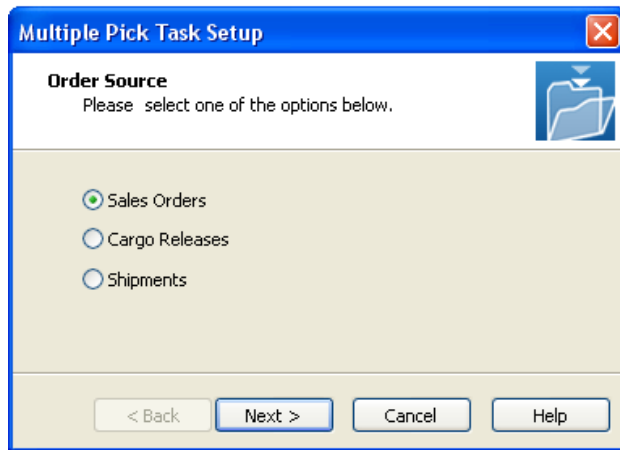 Multiple Pick Task Setup
Order Source
Please select one of the options below.
Sales Orders
Cargo Releases
Shipments
< Back Next > Cancel Help